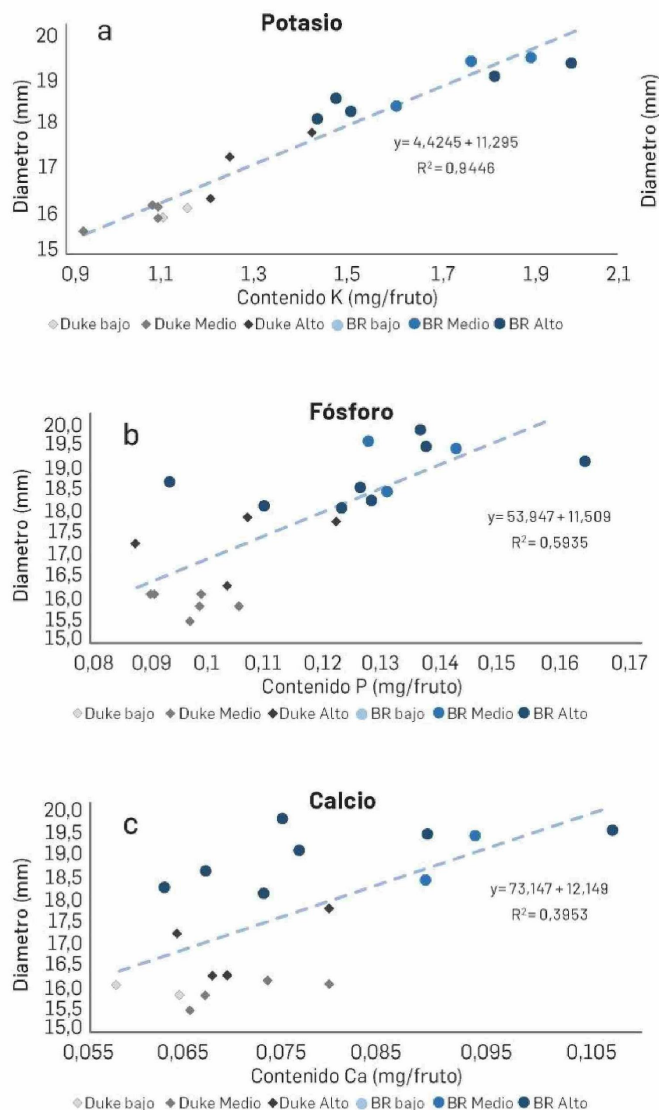 a
Potasio
20
19
18
17
16
15
Diametro (mm)
y= 4,4245 + 11,295
R² = 0,9446
0,9 1,1 1,3 1,5 1,7 1,9 2,1
Contenido K (mg/fruto)
Duke bajo Duke Medio Duke Alto BR bajo BR Medio BR Alto
Diametro (mm)
b
Fósforo
20,0
19,5
19,0
18,5
18,0
17,5
17,0
16,5
16,0
15,5
15,0
Diametro (mm)
y= 53,947 + 11,509
R² = 0,5935
0,08 0,09 0,1 0,11 0,12 0,13 0,14 0,15 0,16 0,17
Contenido P (mg/fruto)
Duke bajo Duke Medio Duke Alto BR bajo BR Medio BR Alto
c
Calcio
20,0
19,5
19,0
18,5
18,0
17,5
17,0
16,5
16,0
15,5
15,0
Diametro (mm)
y= 73,147 + 12,149
R² = 0,3953
0,055 0,065 0,075 0,085 0,095 0,105
Contenido Ca (mg/fruto)
Duke bajo Duke Medio Duke Alto BR bajo BR Medio BR Alto